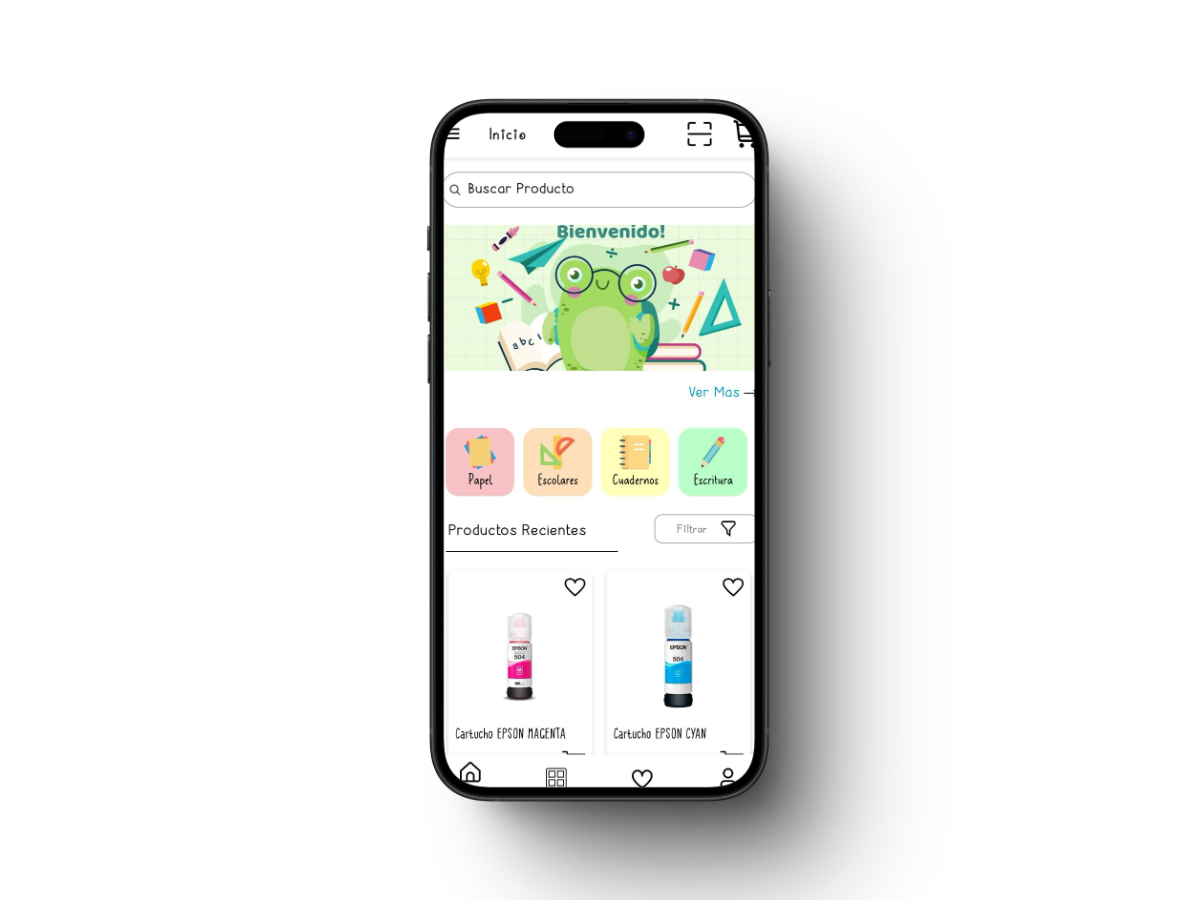 Inicio
Buscar Producto
Bienvenido!
abc
Ver Mas
Papel
Escolares
Cuadernos
Escritura
Productos Recientes
Filtrar
EPSON
504
M
EPSON
504
C
Cartucho EPSON MAGENTA
Cartucho EPSON CYAN